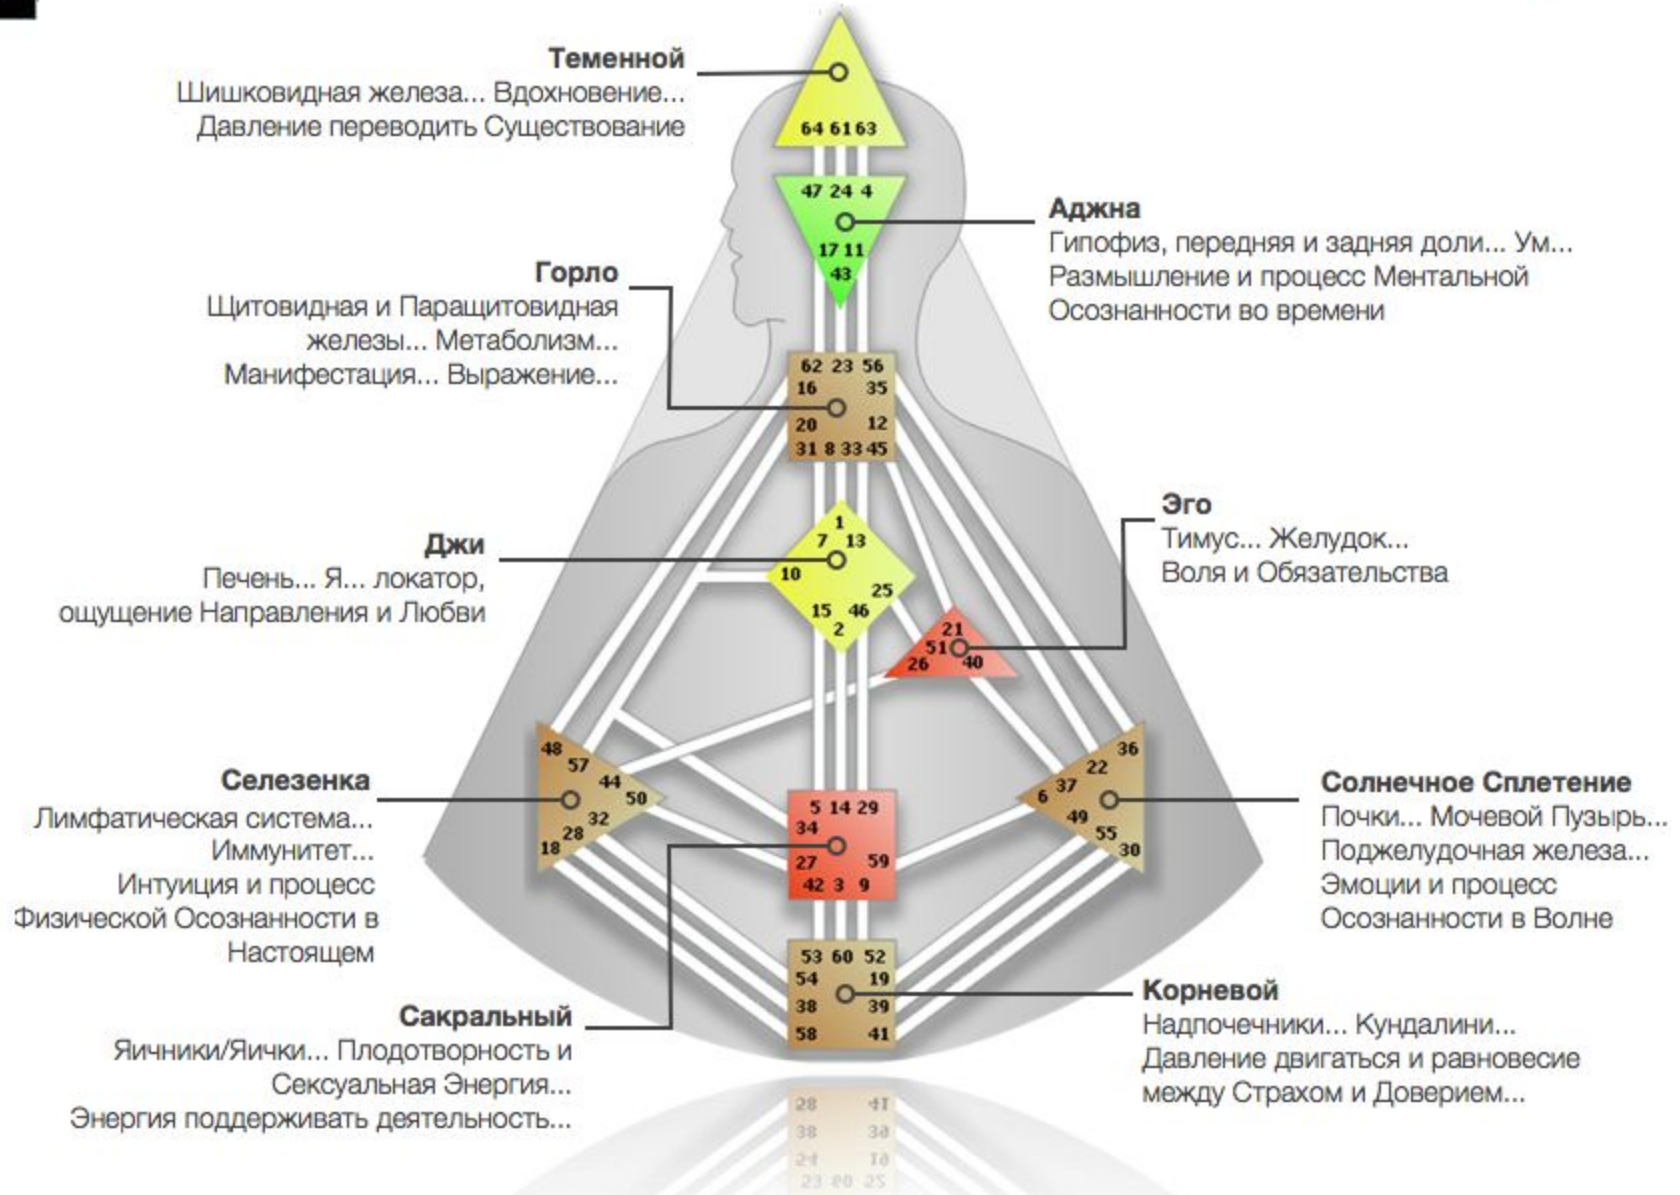 Теменной
Шишковидная железа... Вдохновение...
Давление переводить Существование
64 61 63
47 24 4
17 11
43
Аджна
Гипофиз, передняя и задняя доли... Ум...
Размышление и процесс Ментальной
Осознанности во времени
Горло
Щитовидная и Паращитовидная
железы... Метаболизм...
Манифестация... Выражение...
62 23 56
16 35
20 12
31 8 33 45
Эго
Тимус... Желудок...
Воля и Обязательства
Джи
Печень... Я... локатор,
ощущение Направления и Любви
1
7 13
10
25
15 46
2
21
51
26 40
Селезенка
Лимфатическая система...
Иммунитет...
Интуиция и процесс
Физической Осознанности в
Настоящем
48
57
44
50
32
28
18
36
22
37
6
49
55
30
Солнечное Сплетение
Почки... Мочевой Пузырь...
Поджелудочная железа...
Эмоции и процесс
Осознанности в Волне
5 14 29
34
27 59
42 3 9
Сакральный
Яичники/Яички... Плодотворность и
Сексуальная Энергия...
Энергия поддерживать деятельность...
53 60 52
54 19
38 39
58 41
Корневой
Надпочечники... Кундалини...
Давление двигаться и равновесие
между Страхом и Доверием...